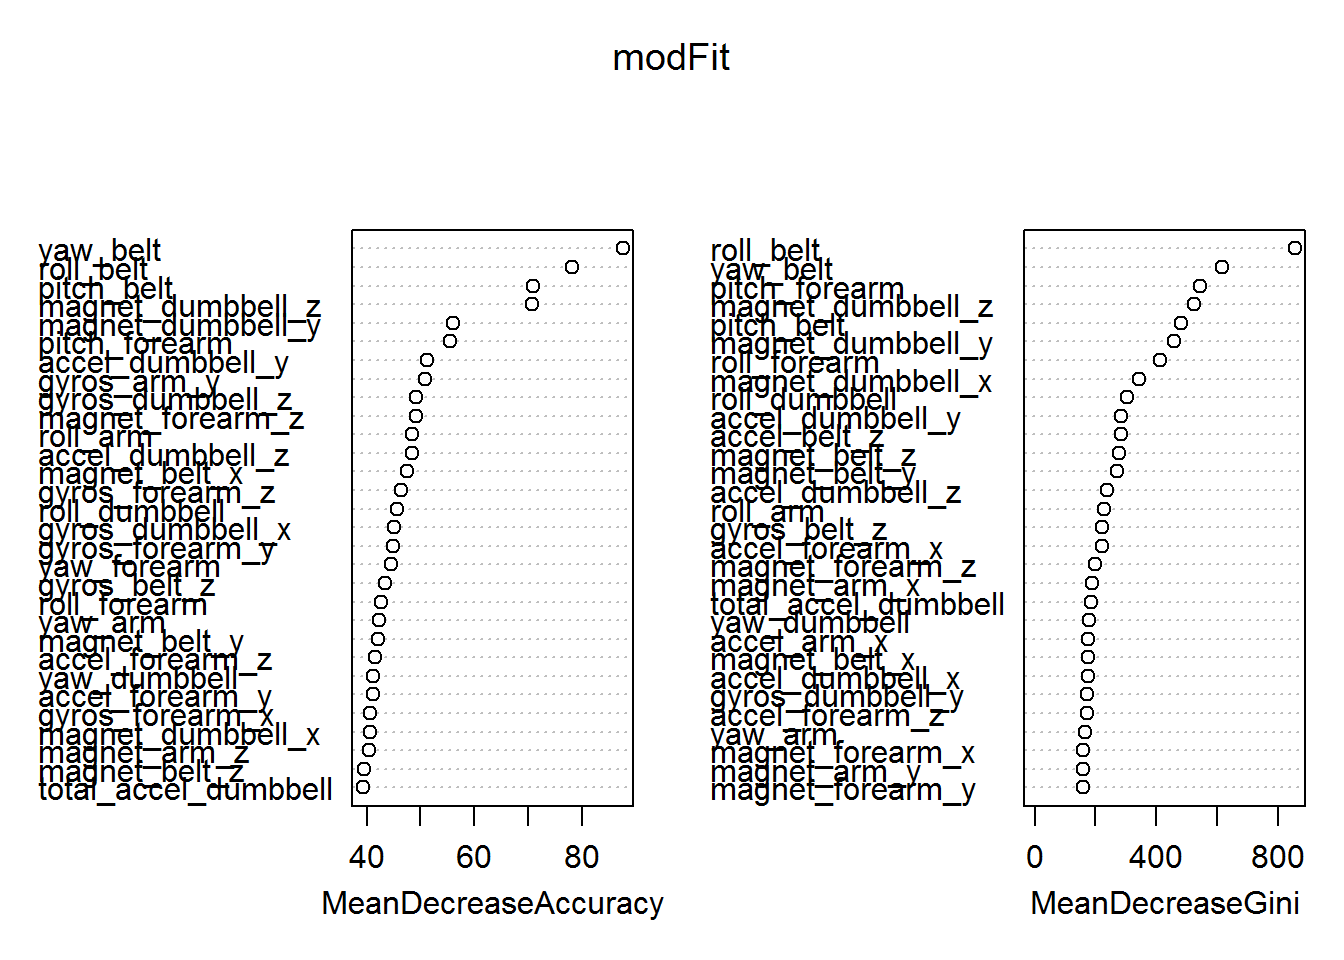 modFit
yaw_belt
roll_belt
pitch_belt
magnet_dumbbell_z
magnet_dumbbell_y
pitch_forearm
accel_dumbbell_y
gyros_arm_y
gyros_dumbbell_z
magnet_forearm_z
roll_arm
accel_dumbbell_z
magnet_belt_x
gyros_forearm_z
roll_dumbbell
gyros_dumbbell_x
gyros_forearm_y
yaw_forearm
gyros_belt_z
roll_forearm
yaw_arm
magnet_belt_y
accel_forearm_z
yaw_dumbbell
accel_forearm_y
gyros_forearm_x
magnet_dumbbell_x
magnet_arm_z
magnet_belt_z
total_accel_dumbbell
40 60 80
MeanDecreaseAccuracy
roll_belt
yaw_belt
pitch_forearm
magnet_dumbbell_z
pitch_belt
magnet_dumbbell_y
roll_forearm
magnet_dumbbell_x
roll_dumbbell
accel_dumbbell_y
accel_belt_z
magnet_belt_z
magnet_belt_y
accel_dumbbell_z
roll_arm
gyros_belt_z
accel_forearm_x
magnet_forearm_z
magnet_arm_x
total_accel_dumbbell
yaw_dumbbell
accel_arm_x
magnet_belt_x
accel_dumbbell_x
gyros_dumbbell_y
accel_forearm_z
yaw_arm
magnet_forearm_x
magnet_arm_y
magnet_forearm_y
0 400 800
MeanDecreaseGini